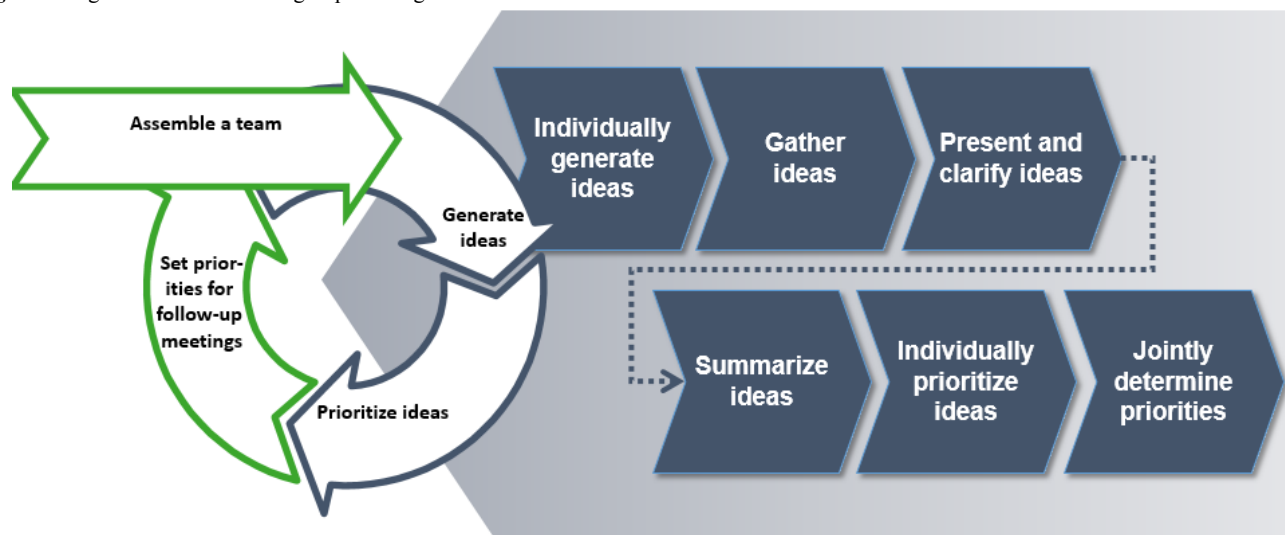 Assemble a team
Generate
ideas
Set prior-
ities for
follow-up
meetings
Prioritize ideas
Individually
generate
ideas
Gather
ideas
Present and
clarify ideas
Summarize
ideas
Individually
prioritize
ideas
Jointly
determine
priorities